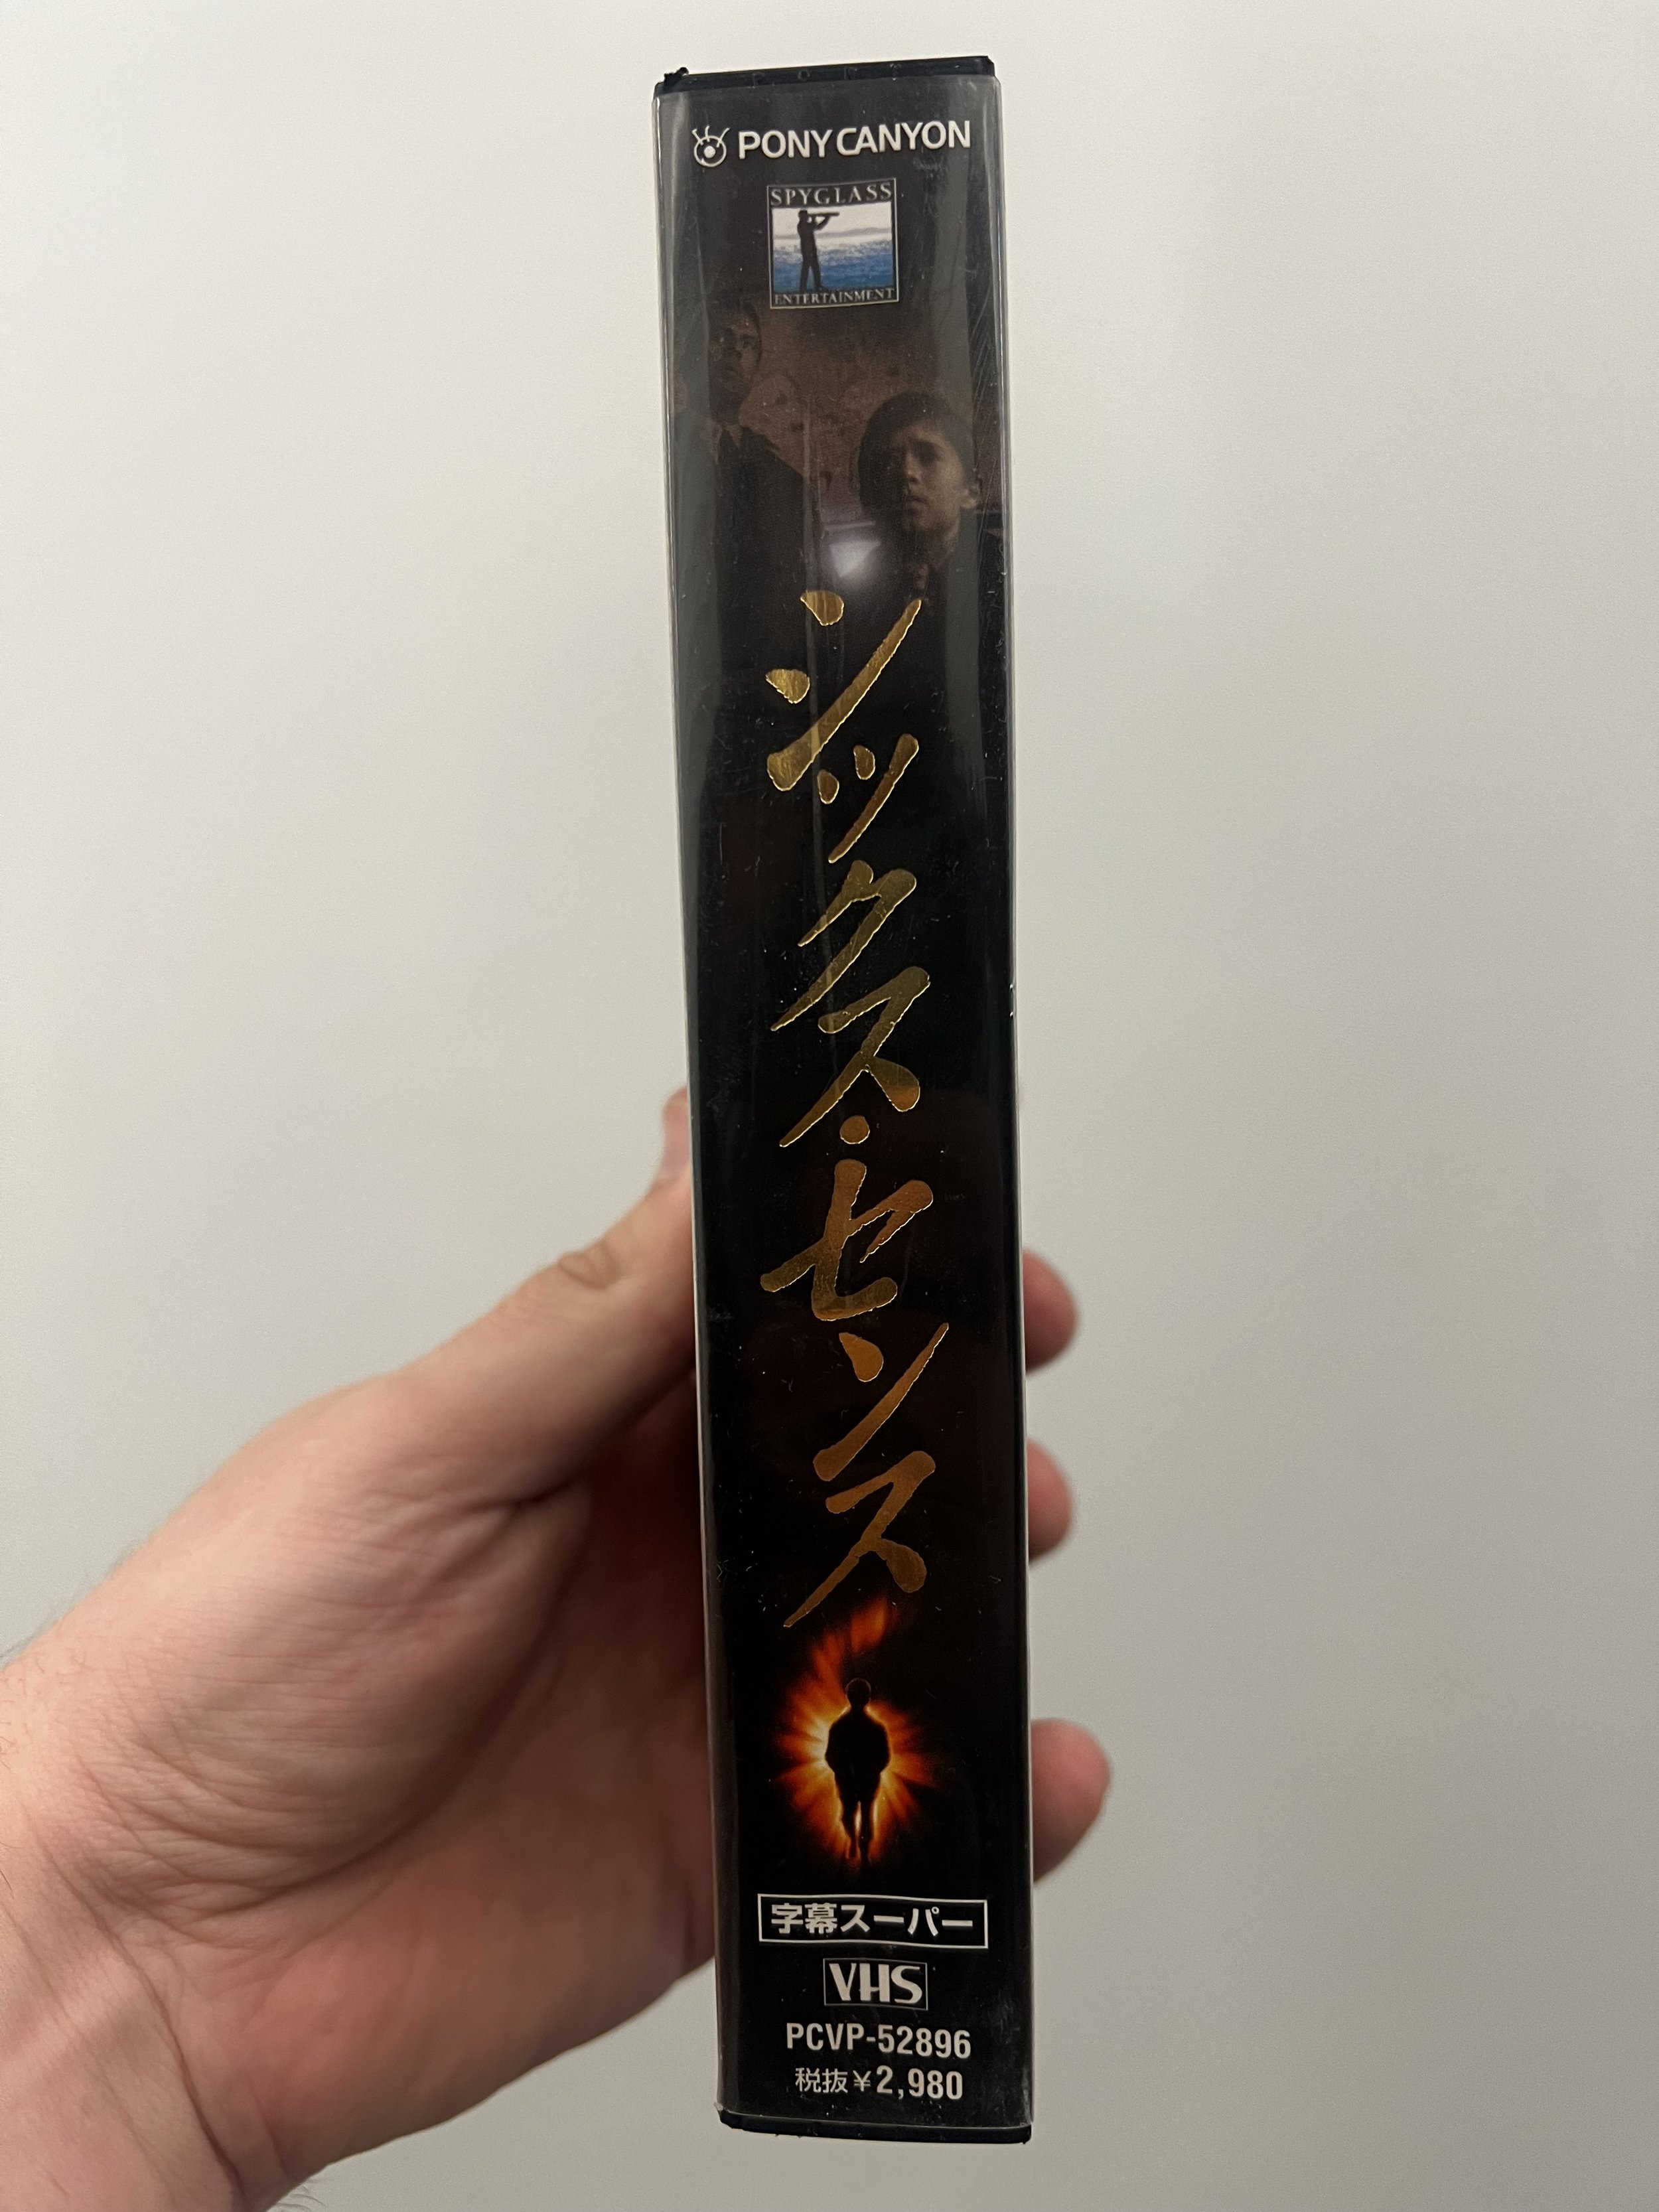 PONY CANYON
SPYGLASS
ENTERTAINMENT
シックス・センス
字幕スーパー
VHS
PCVP-52896
税抜¥2,980